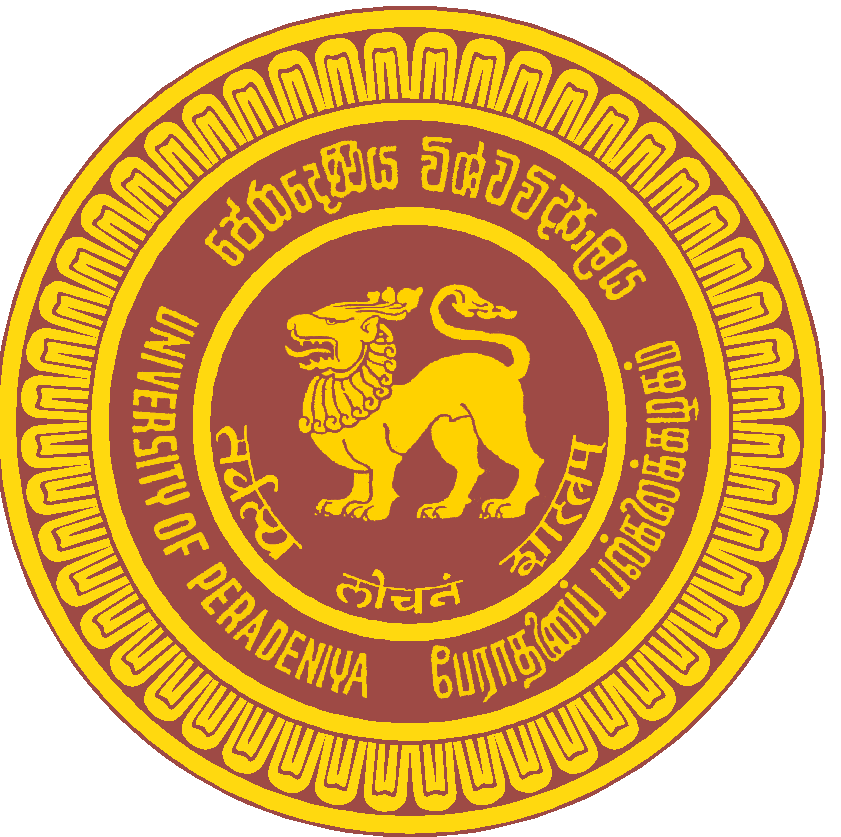 පේරාදෙණිය විශ්වවිද්‍යාලය
UNIVERSITY OF PERADENIYA
பேராதனைப் பல்கலைக்கழகம்
सर्वस्य लोचनं शास्त्रम्